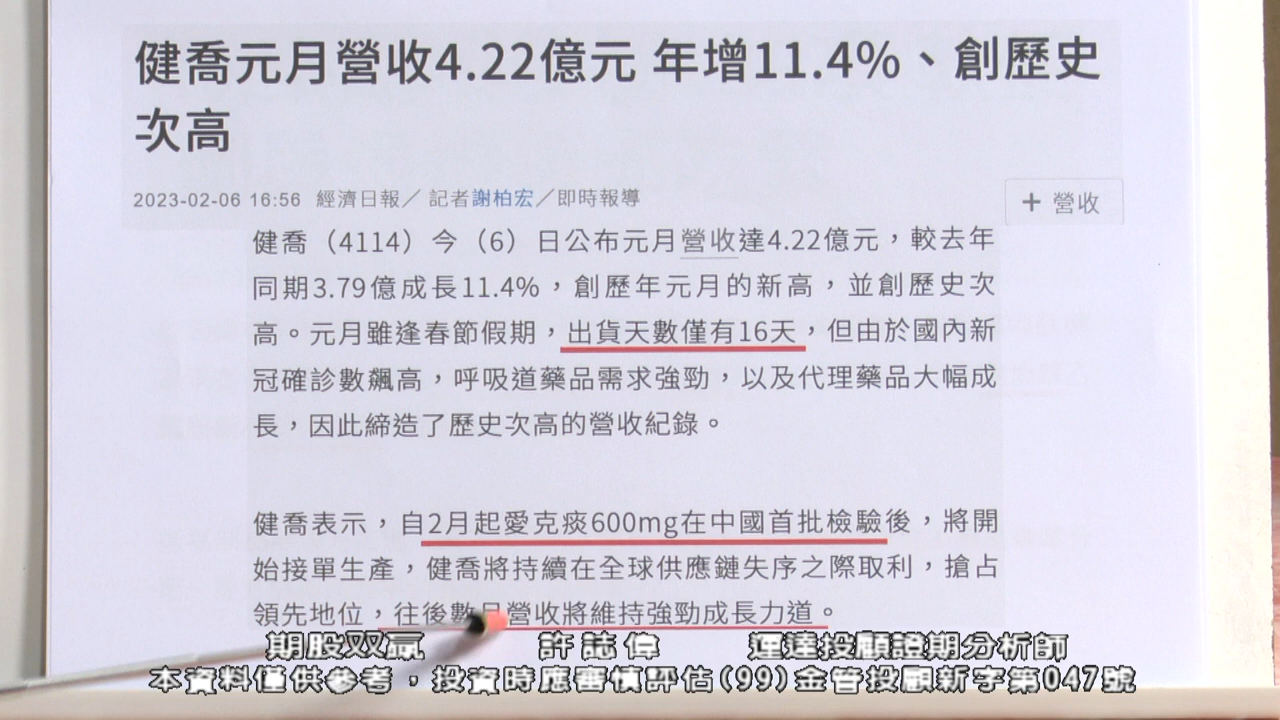 健喬元月營收4.22億元 年增11.4%、創歷史
次高
2023-02-06 16:56 經濟日報／ 記者謝柏宏／即時報導
+ 營收
健喬（4114）今（6）日公布元月營收達4.22億元，較去年
同期3.79億成長11.4%，創歷年元月的新高，並創歷史次
高。元月雖逢春節假期，出貨天數僅有16天，但由於國內新
冠確診數飆高，呼吸道藥品需求強勁，以及代理藥品大幅成
長，因此締造了歷史次高的營收紀錄。
健喬表示，自2月起愛克痰600mg在中國首批檢驗後，將開
始接單生產，健喬將持續在全球供應鏈失序之際取利，搶占
領先地位，往後數月營收將維持強勁成長力道。
期股双贏 許誌偉 運達投顧證期分析師
本資料僅供參考，投資時應審慎評估(99)金管投顧新字第047號